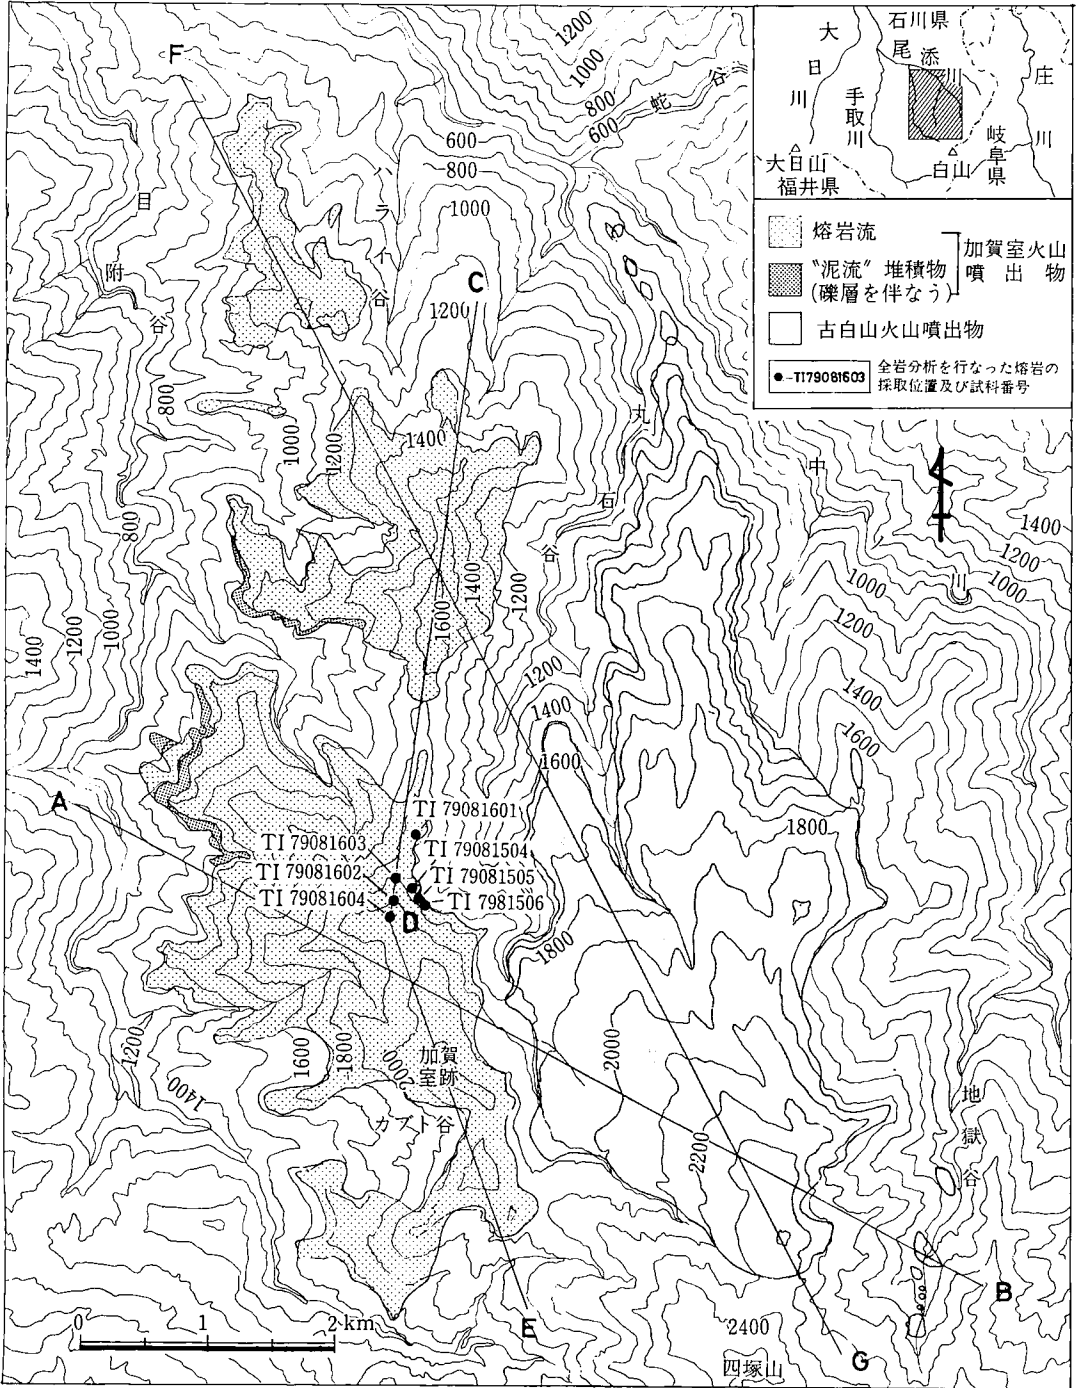 石川県
尾添川
大日川
手取川
庄川
岐阜県
大日山
福井県
白山
熔岩流
“泥流”堆積物
(礫層を伴なう)
加賀室火山
噴出物
古白山火山噴出物
TI79081603
全岩分析を行なった熔岩の
採取位置及び試料番号
F
1200
1000
800
600
蛇谷
600
800
1000
ハライ谷
目附谷
C
1200
丸石谷
中川
800
1000
1200
1400
800
1400
1200
1000
1400
1200
1000
1000
1200
1400
1600
1400
1200
1600
1400
1200
1200
1400
1600
1800
A
TI 79081601
TI 79081603
TI 79081504
TI 79081602
TI 79081505
TI 79081604
TI 7981506
D
1800
2000
2200
1200
1400
1600
1800
2000
加賀
室跡
カブト谷
地獄谷
0 1 2 km
E
B
G
2400
四塚山